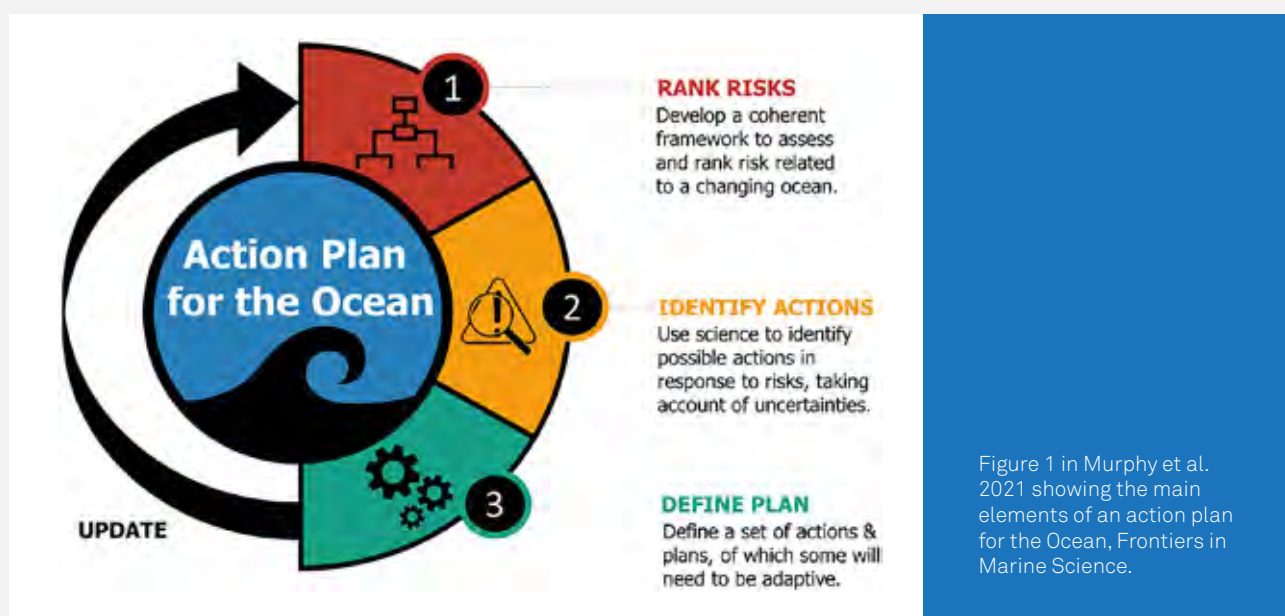 1
RANK RISKS
Develop a coherent
framework to assess
and rank risk related
to a changing ocean.
Action Plan
for the Ocean
2
IDENTIFY ACTIONS
Use science to identify
possible actions in
response to risks, taking
account of uncertainties.
3
DEFINE PLAN
Define a set of actions &
plans, of which some will
need to be adaptive.
UPDATE
Figure 1 in Murphy et al.
2021 showing the main
elements of an action plan
for the Ocean, Frontiers in
Marine Science.